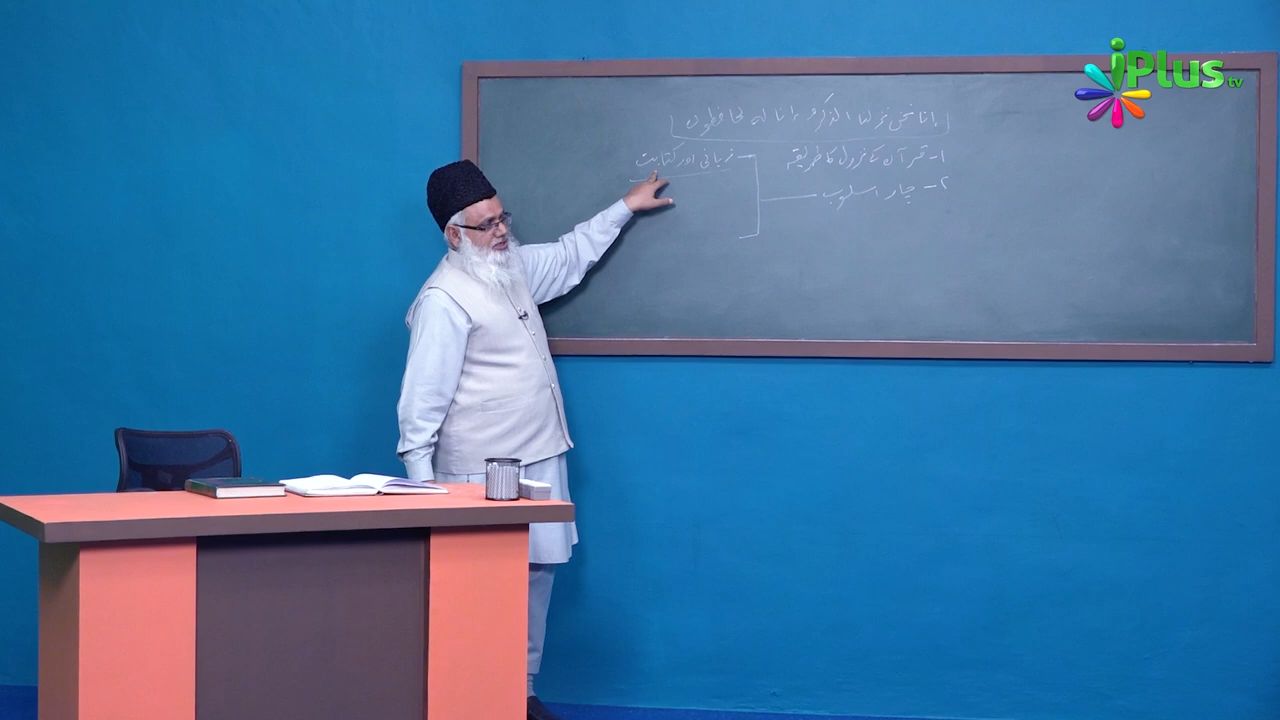 iPlus tv
إنا نحن نزلنا الذكر و إنا له لحافظون
۱- قرآن کے نزول کا طریقہ
زبانی اور کتابت
۲- چار اسلوب